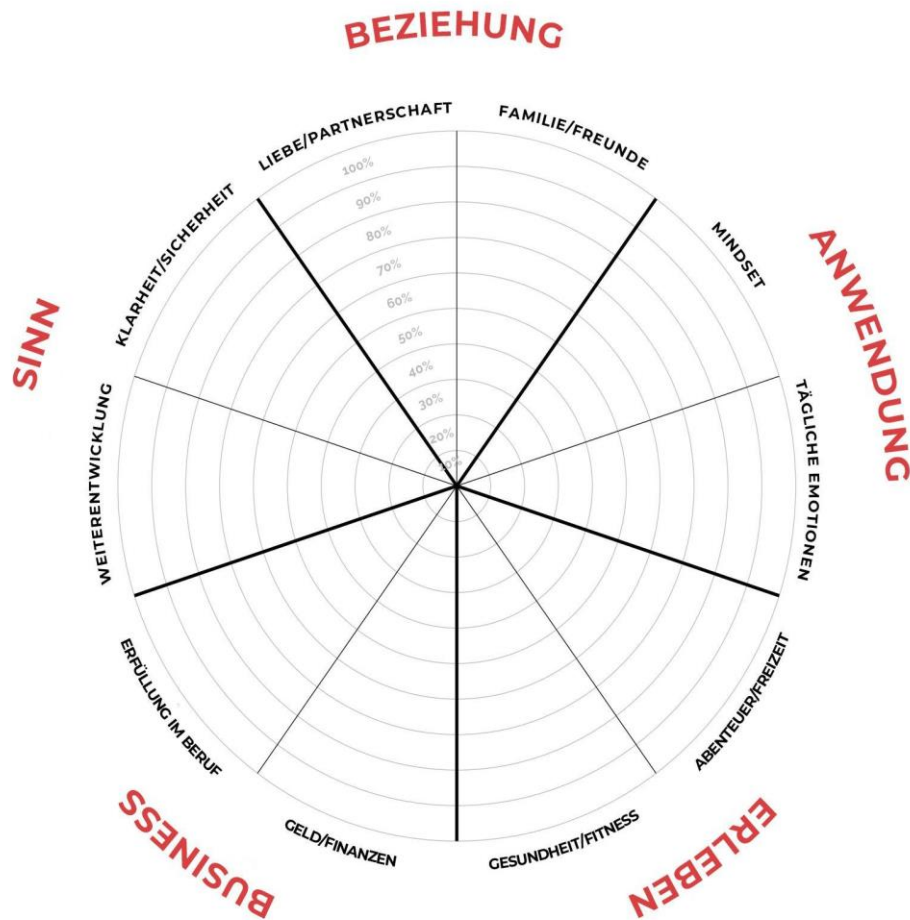 BEZIEHUNG
LIEBE/PARTNERSCHAFT
FAMILIE/FREUNDE
100%
90%
80%
70%
60%
50%
40%
30%
20%
10%
KLARHEIT/SICHERHEIT
MINDSET
SINN
ANWENDUNG
WEITERENTWICKLUNG
TÄGLICHE EMOTIONEN
ERFÜLLUNG IM BERUF
ABENTEUER/FREIZEIT
BUSINESS
GELD/FINANZEN
GESUNDHEIT/FITNESS
ERLEBEN